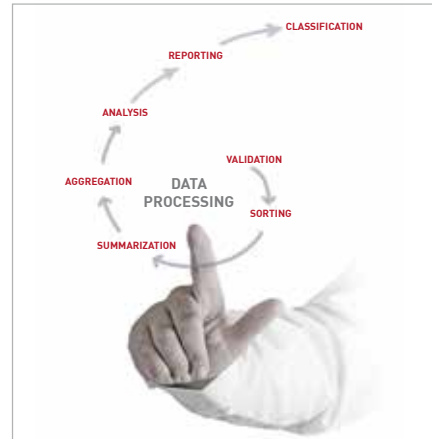 CLASSIFICATION
REPORTING
ANALYSIS
VALIDATION
AGGREGATION
DATA
PROCESSING
SORTING
SUMMARIZATION